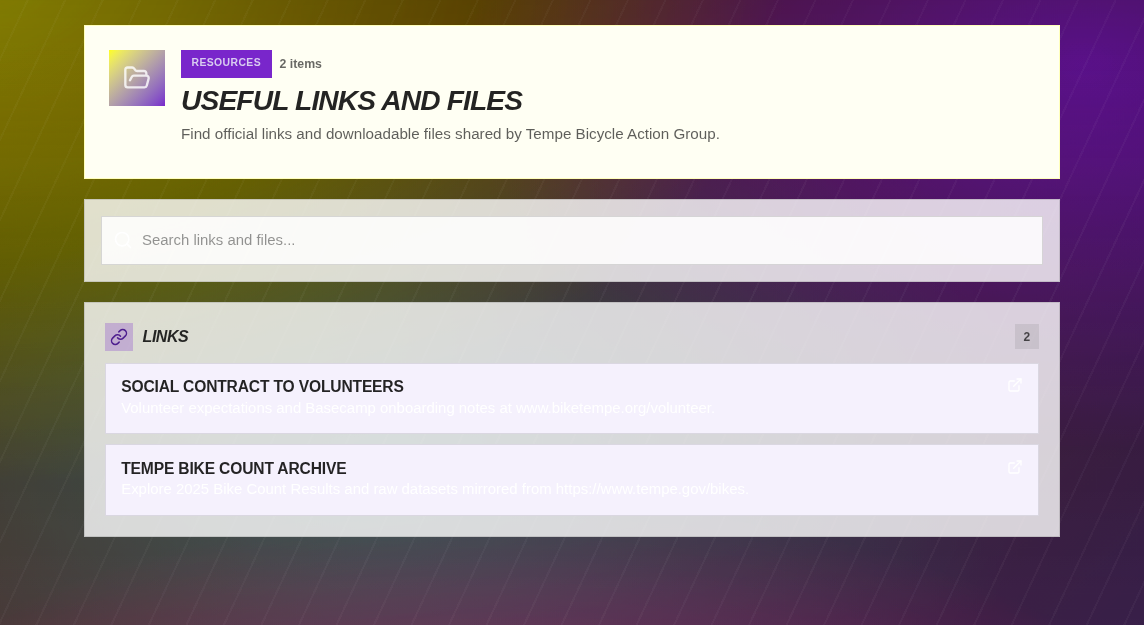 RESOURCES 2 items
USEFUL LINKS AND FILES
Find official links and downloadable files shared by Tempe Bicycle Action Group.
Search links and files...
LINKS 2
SOCIAL CONTRACT TO VOLUNTEERS
Volunteer expectations and Basecamp onboarding notes at www.biketempe.org/volunteer.
TEMPE BIKE COUNT ARCHIVE
Explore 2025 Bike Count Results and raw datasets mirrored from https://www.tempe.gov/bikes.